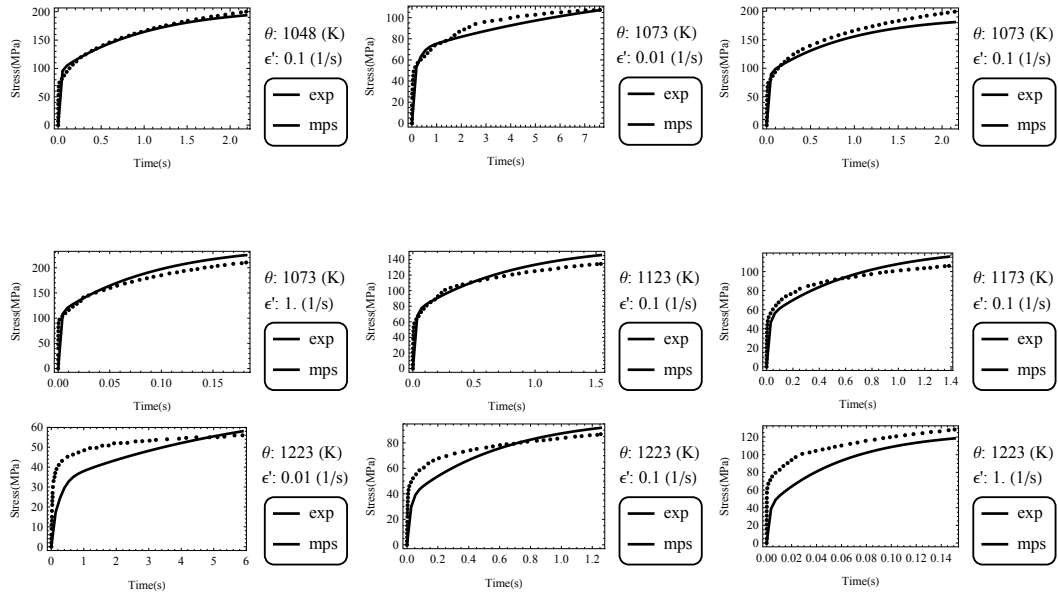 200
150
100
50
0
Stress(MPa)
0.0 0.5 1.0 1.5 2.0
Time(s)
θ: 1048 (K)
ϵ': 0.1 (1/s)
exp
mps
100
80
60
40
20
0
Stress(MPa)
0 1 2 3 4 5 6 7
Time(s)
θ: 1073 (K)
ϵ': 0.01 (1/s)
exp
mps
200
150
100
50
0
Stress(MPa)
0.0 0.5 1.0 1.5 2.0
Time(s)
θ: 1073 (K)
ϵ': 0.1 (1/s)
exp
mps
200
150
100
50
0
Stress(MPa)
0.00 0.05 0.10 0.15
Time(s)
θ: 1073 (K)
ϵ': 1. (1/s)
exp
mps
140
120
100
80
60
40
20
0
Stress(MPa)
0.0 0.5 1.0 1.5
Time(s)
θ: 1123 (K)
ϵ': 0.1 (1/s)
exp
mps
100
80
60
40
20
0
Stress(MPa)
0.0 0.2 0.4 0.6 0.8 1.0 1.2 1.4
Time(s)
θ: 1173 (K)
ϵ': 0.1 (1/s)
exp
mps
60
50
40
30
20
10
0
Stress(MPa)
0 1 2 3 4 5 6
Time(s)
θ: 1223 (K)
ϵ': 0.01 (1/s)
exp
mps
80
60
40
20
0
Stress(MPa)
0.0 0.2 0.4 0.6 0.8 1.0 1.2
Time(s)
θ: 1223 (K)
ϵ': 0.1 (1/s)
exp
mps
120
100
80
60
40
20
0
Stress(MPa)
0.00 0.02 0.04 0.06 0.08 0.10 0.12 0.14
Time(s)
θ: 1223 (K)
ϵ': 1. (1/s)
exp
mps